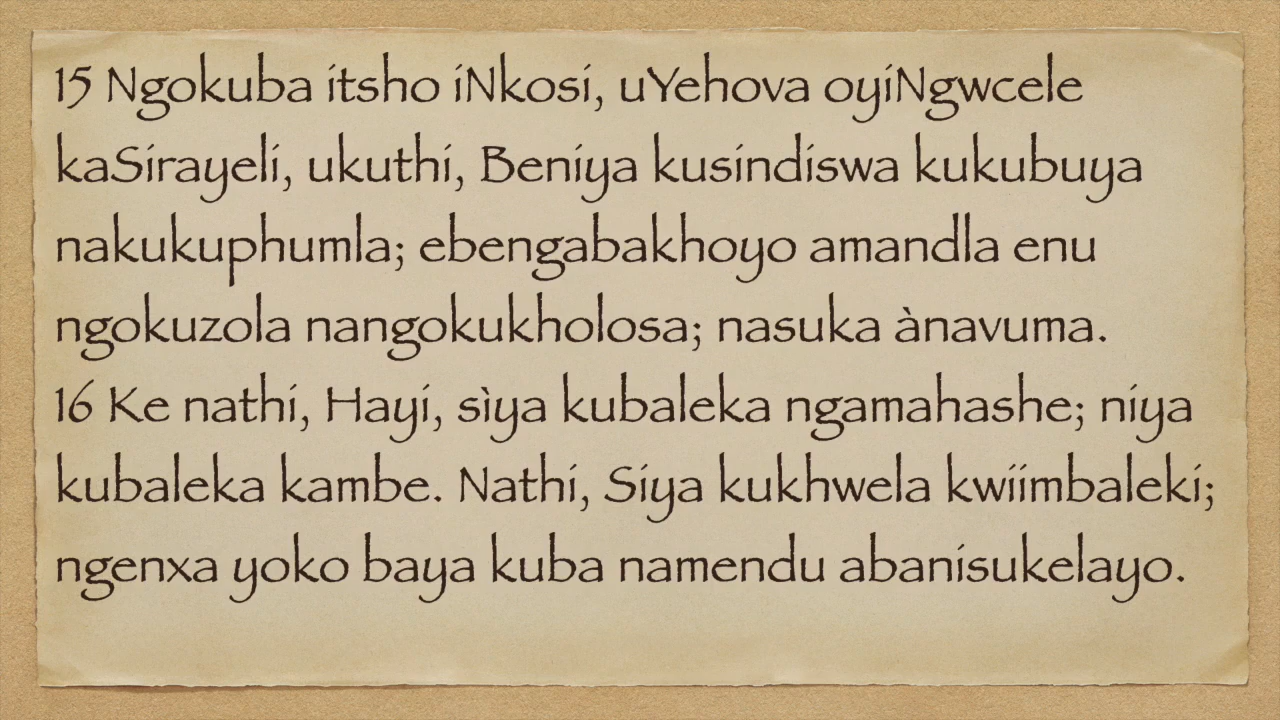 15 Ngokuba itsho iNkosi, uYehova oyiNgwcele
kaSirayeli, ukuthi, Beniya kusindiswa kukubuya
nakukuphumla; ebengabakhoyo amandla enu
ngokuzola nangokukholosa; nasuka ànavuma.
16 Ke nathi, Hayi, sìya kubaleka ngamahashe; niya
kubaleka kambe. Nathi, Siya kukhwela kwiimbaleki;
ngenxa yoko baya kuba namendu abanisukelayo.